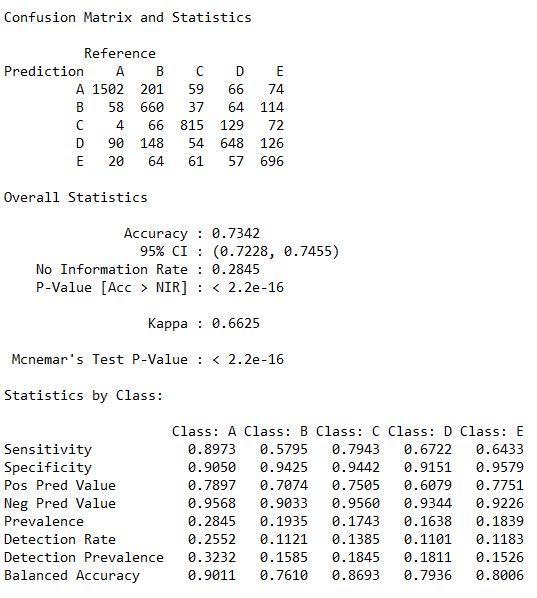 Confusion Matrix and Statistics
Reference
Prediction A B C D E
A 1502 201 59 66 74
B 58 660 37 64 114
C 4 66 815 129 72
D 90 148 54 648 126
E 20 64 61 57 696
Overall Statistics
Accuracy : 0.7342
95% CI : (0.7228, 0.7455)
No Information Rate : 0.2845
P-Value [Acc > NIR] : < 2.2e-16
Kappa : 0.6625
Mcnemar's Test P-Value : < 2.2e-16
Statistics by Class:
Class: A Class: B Class: C Class: D Class: E
Sensitivity 0.8973 0.5795 0.7943 0.6722 0.6433
Specificity 0.9050 0.9425 0.9442 0.9151 0.9579
Pos Pred Value 0.7897 0.7074 0.7505 0.6079 0.7751
Neg Pred Value 0.9568 0.9033 0.9560 0.9344 0.9226
Prevalence 0.2845 0.1935 0.1743 0.1638 0.1839
Detection Rate 0.2552 0.1121 0.1385 0.1101 0.1183
Detection Prevalence 0.3232 0.1585 0.1845 0.1811 0.1526
Balanced Accuracy 0.9011 0.7610 0.8693 0.7936 0.8006